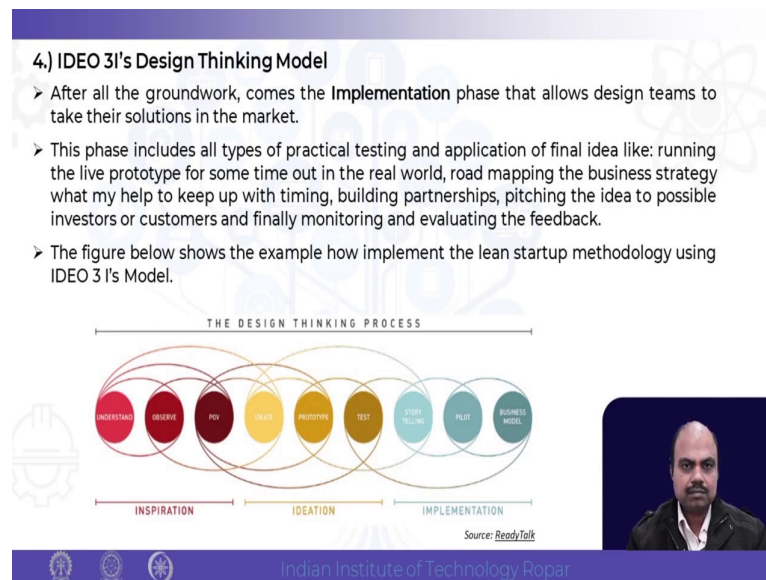 4.) IDEO 3I's Design Thinking Model
➢ After all the groundwork, comes the Implementation phase that allows design teams to
take their solutions in the market.
➢ This phase includes all types of practical testing and application of final idea like: running
the live prototype for some time out in the real world, road mapping the business strategy
what my help to keep up with timing, building partnerships, pitching the idea to possible
investors or customers and finally monitoring and evaluating the feedback.
➢ The figure below shows the example how implement the lean startup methodology using
IDEO 3 I's Model.
THE DESIGN THINKING PROCESS
UNDERSTAND OBSERVE POV IDEATE PROTOTYPE TEST STORY TELLING PILOT BUSINESS MODEL
INSPIRATION IDEATION IMPLEMENTATION
Source: ReadyTalk
Indian Institute of Technology Ropar